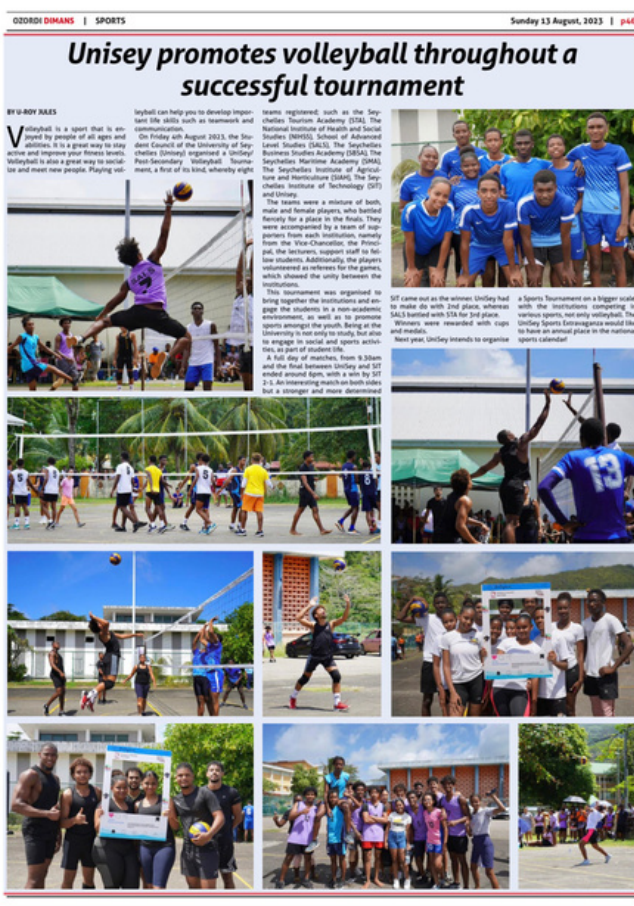 OZORDI DIMANS | SPORTS
Sunday 13 August, 2023 | p46
Unisey promotes volleyball throughout a
successful tournament
BY U-ROY JULES
Volleyball is a sport that is en-
joyed by people of all ages and
abilities. It is a great way to stay
active and improve your fitness levels.
Volleyball is also a great way to social-
ize and meet new people. Playing vol-
leyball can help you to develop impor-
tant life skills such as teamwork and
communication.
On Friday 4th August 2023, the Stu-
dent Council of the University of Sey-
chelles (Unisey) organised a UniSey/
Post-Secondary Volleyball Tourna-
ment, a first of its kind, whereby eight
teams registered; such as the Sey-
chelles Tourism Academy (STA), The
National Institute of Health and Social
Studies (NIHSS), School of Advanced
Level Studies (SALS), The Seychelles
Business Studies Academy (SBSA), The
Seychelles Maritime Academy (SMA),
The Seychelles Institute of Agricul-
ture and Horticulture (SIAH), The Sey-
chelles Institute of Technology (SIT)
and Unisey.
The teams were a mixture of both,
male and female players, who battled
fiercely for a place in the finals. They
were accompanied by a team of sup-
porters from each institution, namely
from the Vice-Chancellor, the Princi-
pal, the lecturers, support staff to fel-
low students. Additionally, the players
volunteered as referees for the games,
which showed the unity between the
institutions.
This tournament was organised to
bring together the institutions and en-
gage the students in a non-academic
environment, as well as to promote
sports amongst the youth. Being at the
University is not only to study, but also
to engage in social and sports activi-
ties, as part of student life.
A full day of matches, from 9.30am
and the final between UniSey and SIT
ended around 6pm, with a win by SIT
2-1. An interesting match on both sides
but a stronger and more determined
SIT came out as the winner. UniSey had
to make do with 2nd place, whereas
SALS battled with STA for 3rd place.
Winners were rewarded with cups
and medals.
Next year, UniSey intends to organise
a Sports Tournament on a bigger scale
with the institutions competing in
various sports, not only volleyball. The
UniSey Sports Extravaganza would like
to have an annual place in the national
sports calendar!
13